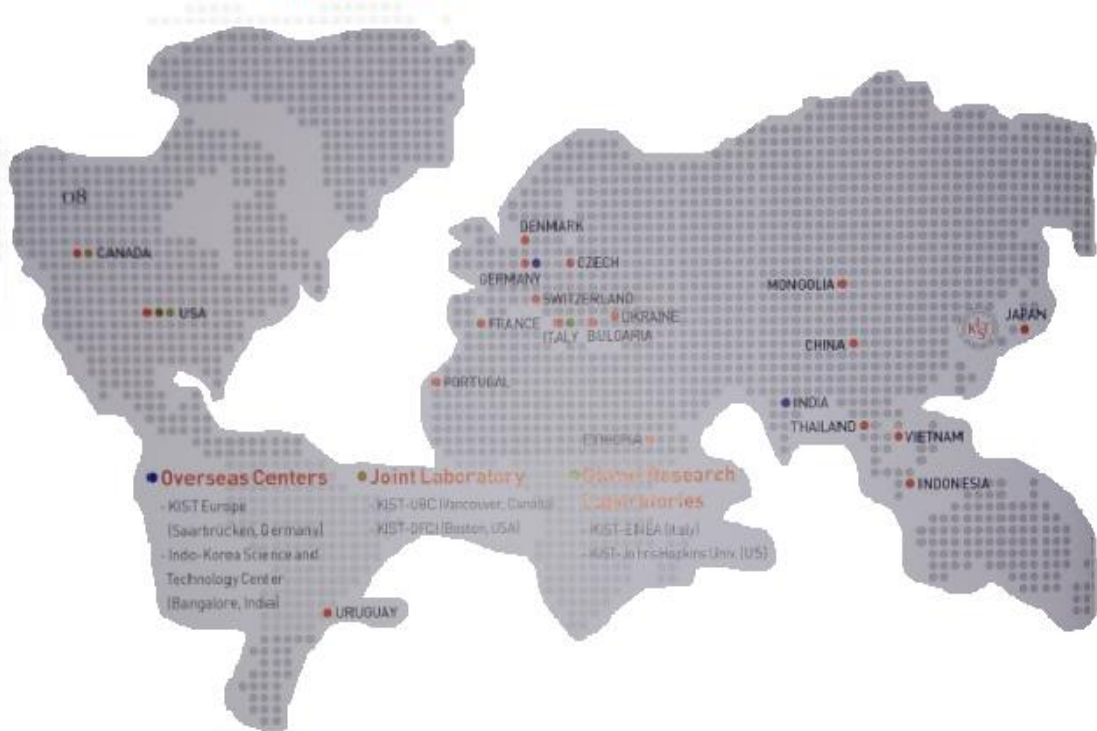 08
CANADA
USA
DENMARK
GERMANY
CZECH
SWITZERLAND
FRANCE
ITALY
BULGARIA
UKRAINE
PORTUGAL
ETHIOPIA
MONGOLIA
CHINA
KIST
JAPAN
INDIA
THAILAND
VIETNAM
INDONESIA
URUGUAY
Overseas Centers
- KIST Europe
(Saarbrücken, Germany)
- Indo-Korea Science and
Technology Center
(Bangalore, India)
Joint Laboratory
- KIST-UBC (Vancouver, Canada)
- KIST-DFCI (Boston, USA)
Global Research
Laboratories
- KIST-ENEA (Italy)
- KIST-Johns Hopkins Univ. (US)